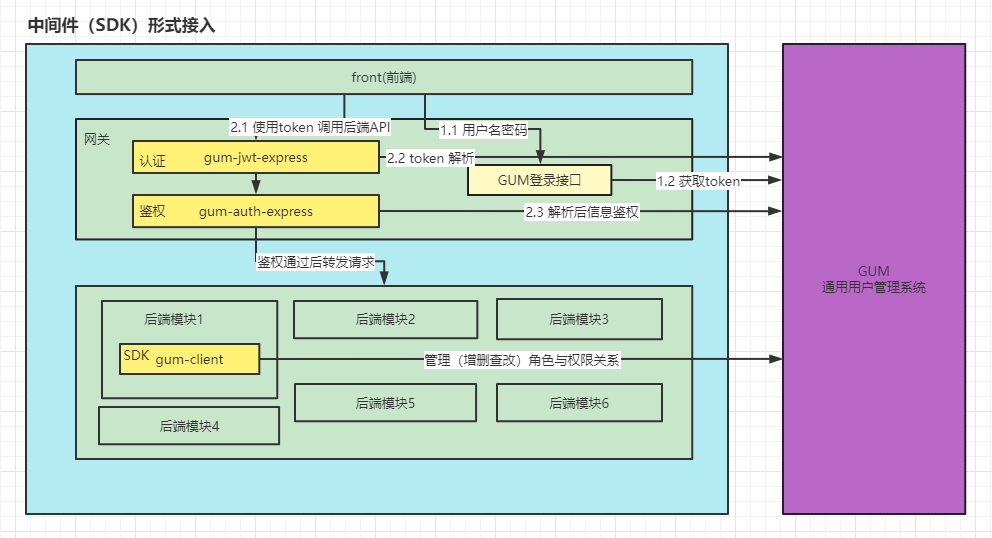 中间件（SDK）形式接入
front(前端)
2.1 使用token 调用后端API
1.1 用户名密码
网关
认证
gum-jwt-express
2.2 token 解析
GUM登录接口
1.2 获取token
鉴权
gum-auth-express
2.3 解析后信息鉴权
鉴权通过后转发请求
GUM
通用用户管理系统
后端模块1
后端模块2
后端模块3
SDK
gum-client
管理（增删查改）角色与权限关系
后端模块4
后端模块5
后端模块6